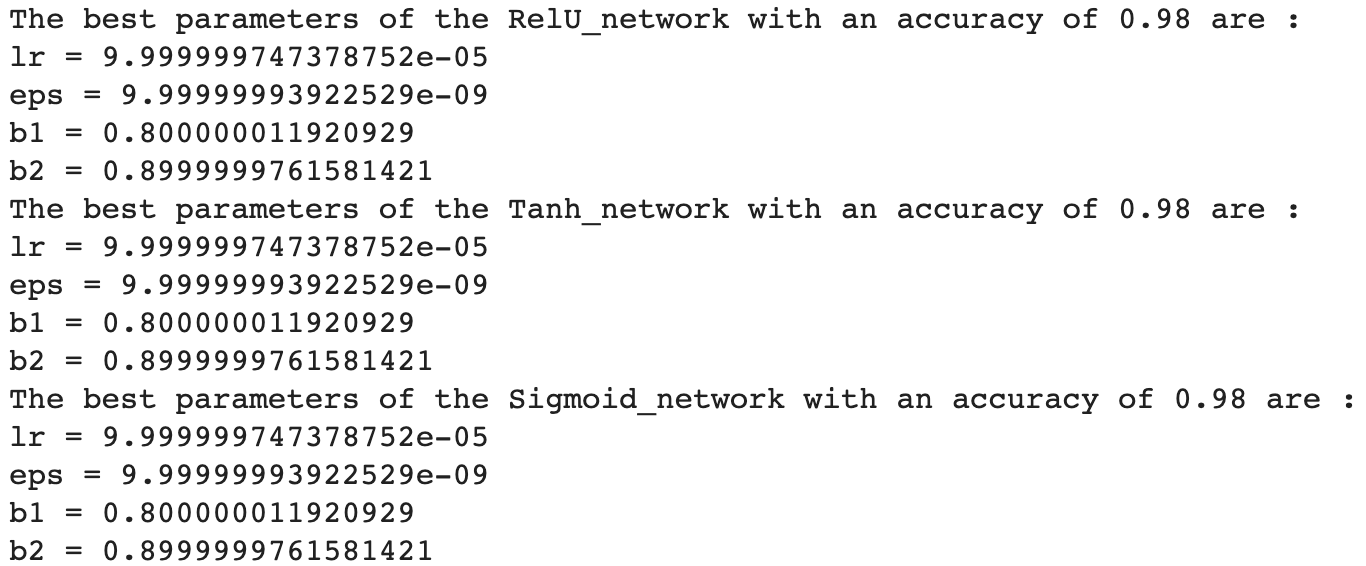 The best parameters of the RelU_network with an accuracy of 0.98 are :
lr = 9.999999747378752e-05
eps = 9.99999993922529e-09
b1 = 0.800000011920929
b2 = 0.8999999761581421
The best parameters of the Tanh_network with an accuracy of 0.98 are :
lr = 9.999999747378752e-05
eps = 9.99999993922529e-09
b1 = 0.800000011920929
b2 = 0.8999999761581421
The best parameters of the Sigmoid_network with an accuracy of 0.98 are :
lr = 9.999999747378752e-05
eps = 9.99999993922529e-09
b1 = 0.800000011920929
b2 = 0.8999999761581421